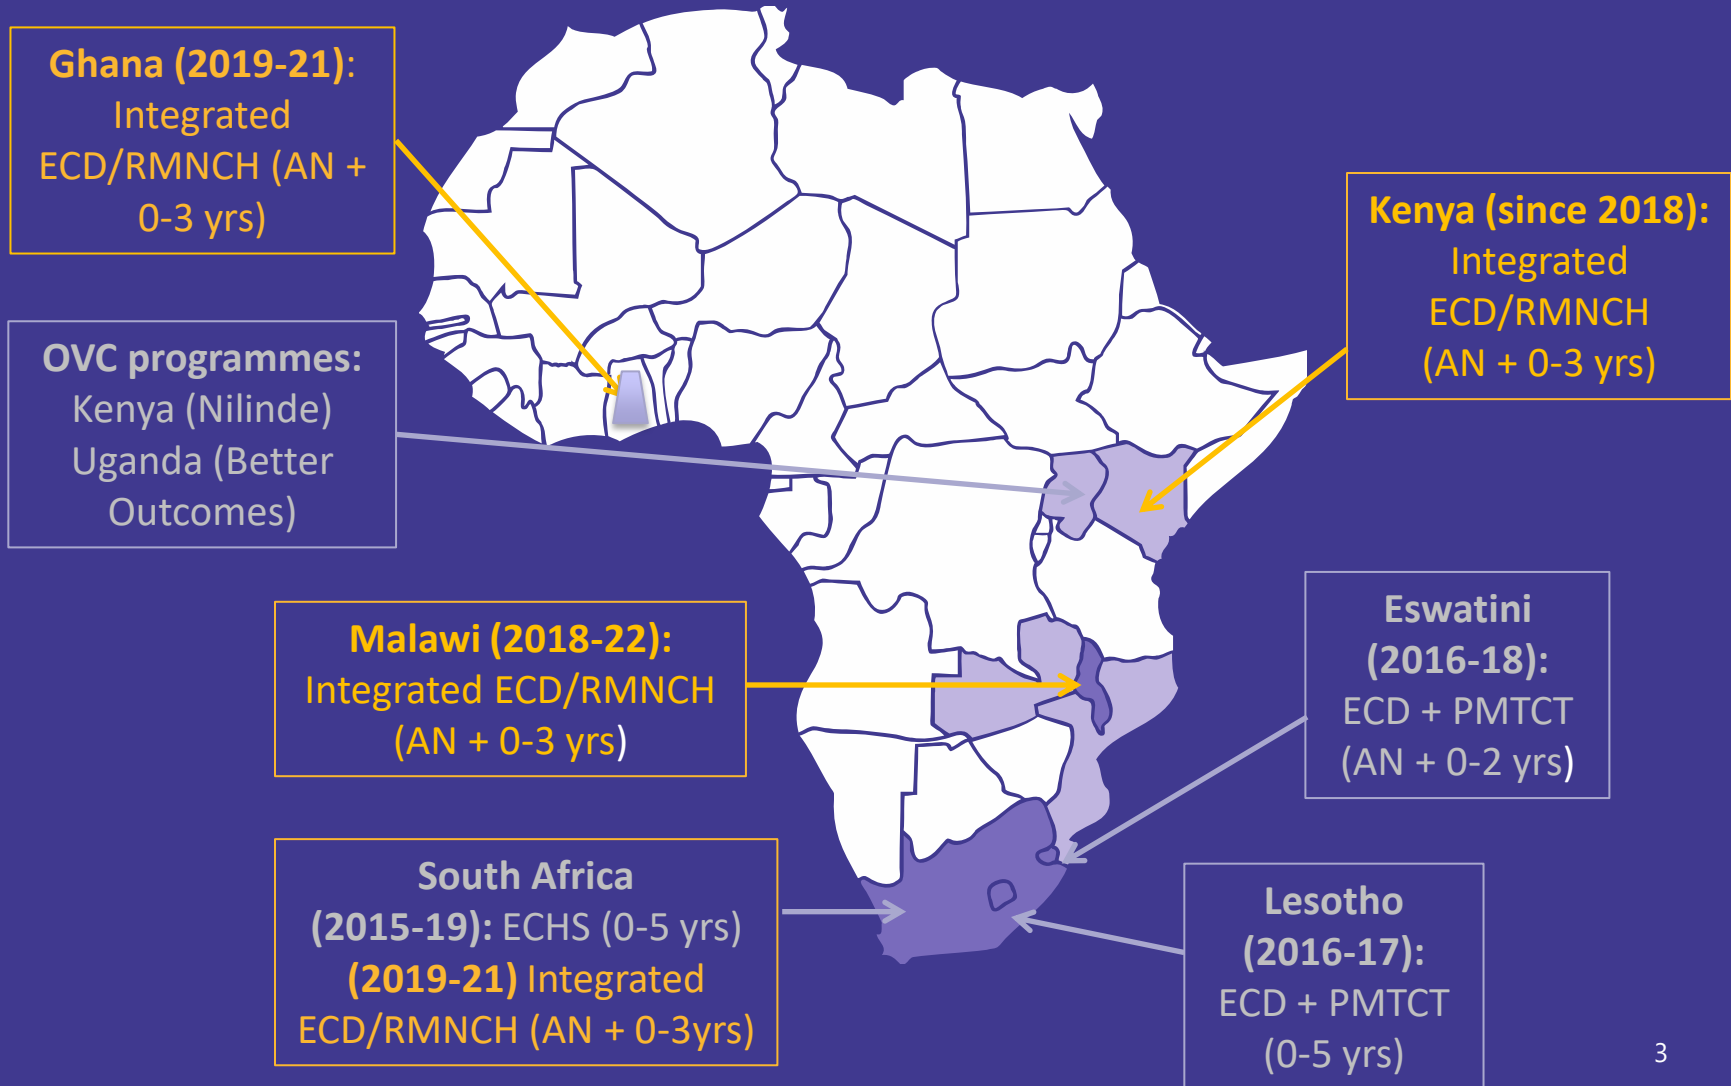 Ghana (2019-21):
Integrated
ECD/RMNCH (AN +
0-3 yrs)
OVC programmes:
Kenya (Nilinde)
Uganda (Better
Outcomes)
Kenya (since 2018):
Integrated
ECD/RMNCH
(AN + 0-3 yrs)
Malawi (2018-22):
Integrated ECD/RMNCH
(AN + 0-3 yrs)
Eswatini
(2016-18):
ECD + PMTCT
(AN + 0-2 yrs)
South Africa
(2015-19): ECHS (0-5 yrs)
(2019-21) Integrated
ECD/RMNCH (AN + 0-3yrs)
Lesotho
(2016-17):
ECD + PMTCT
(0-5 yrs)
3